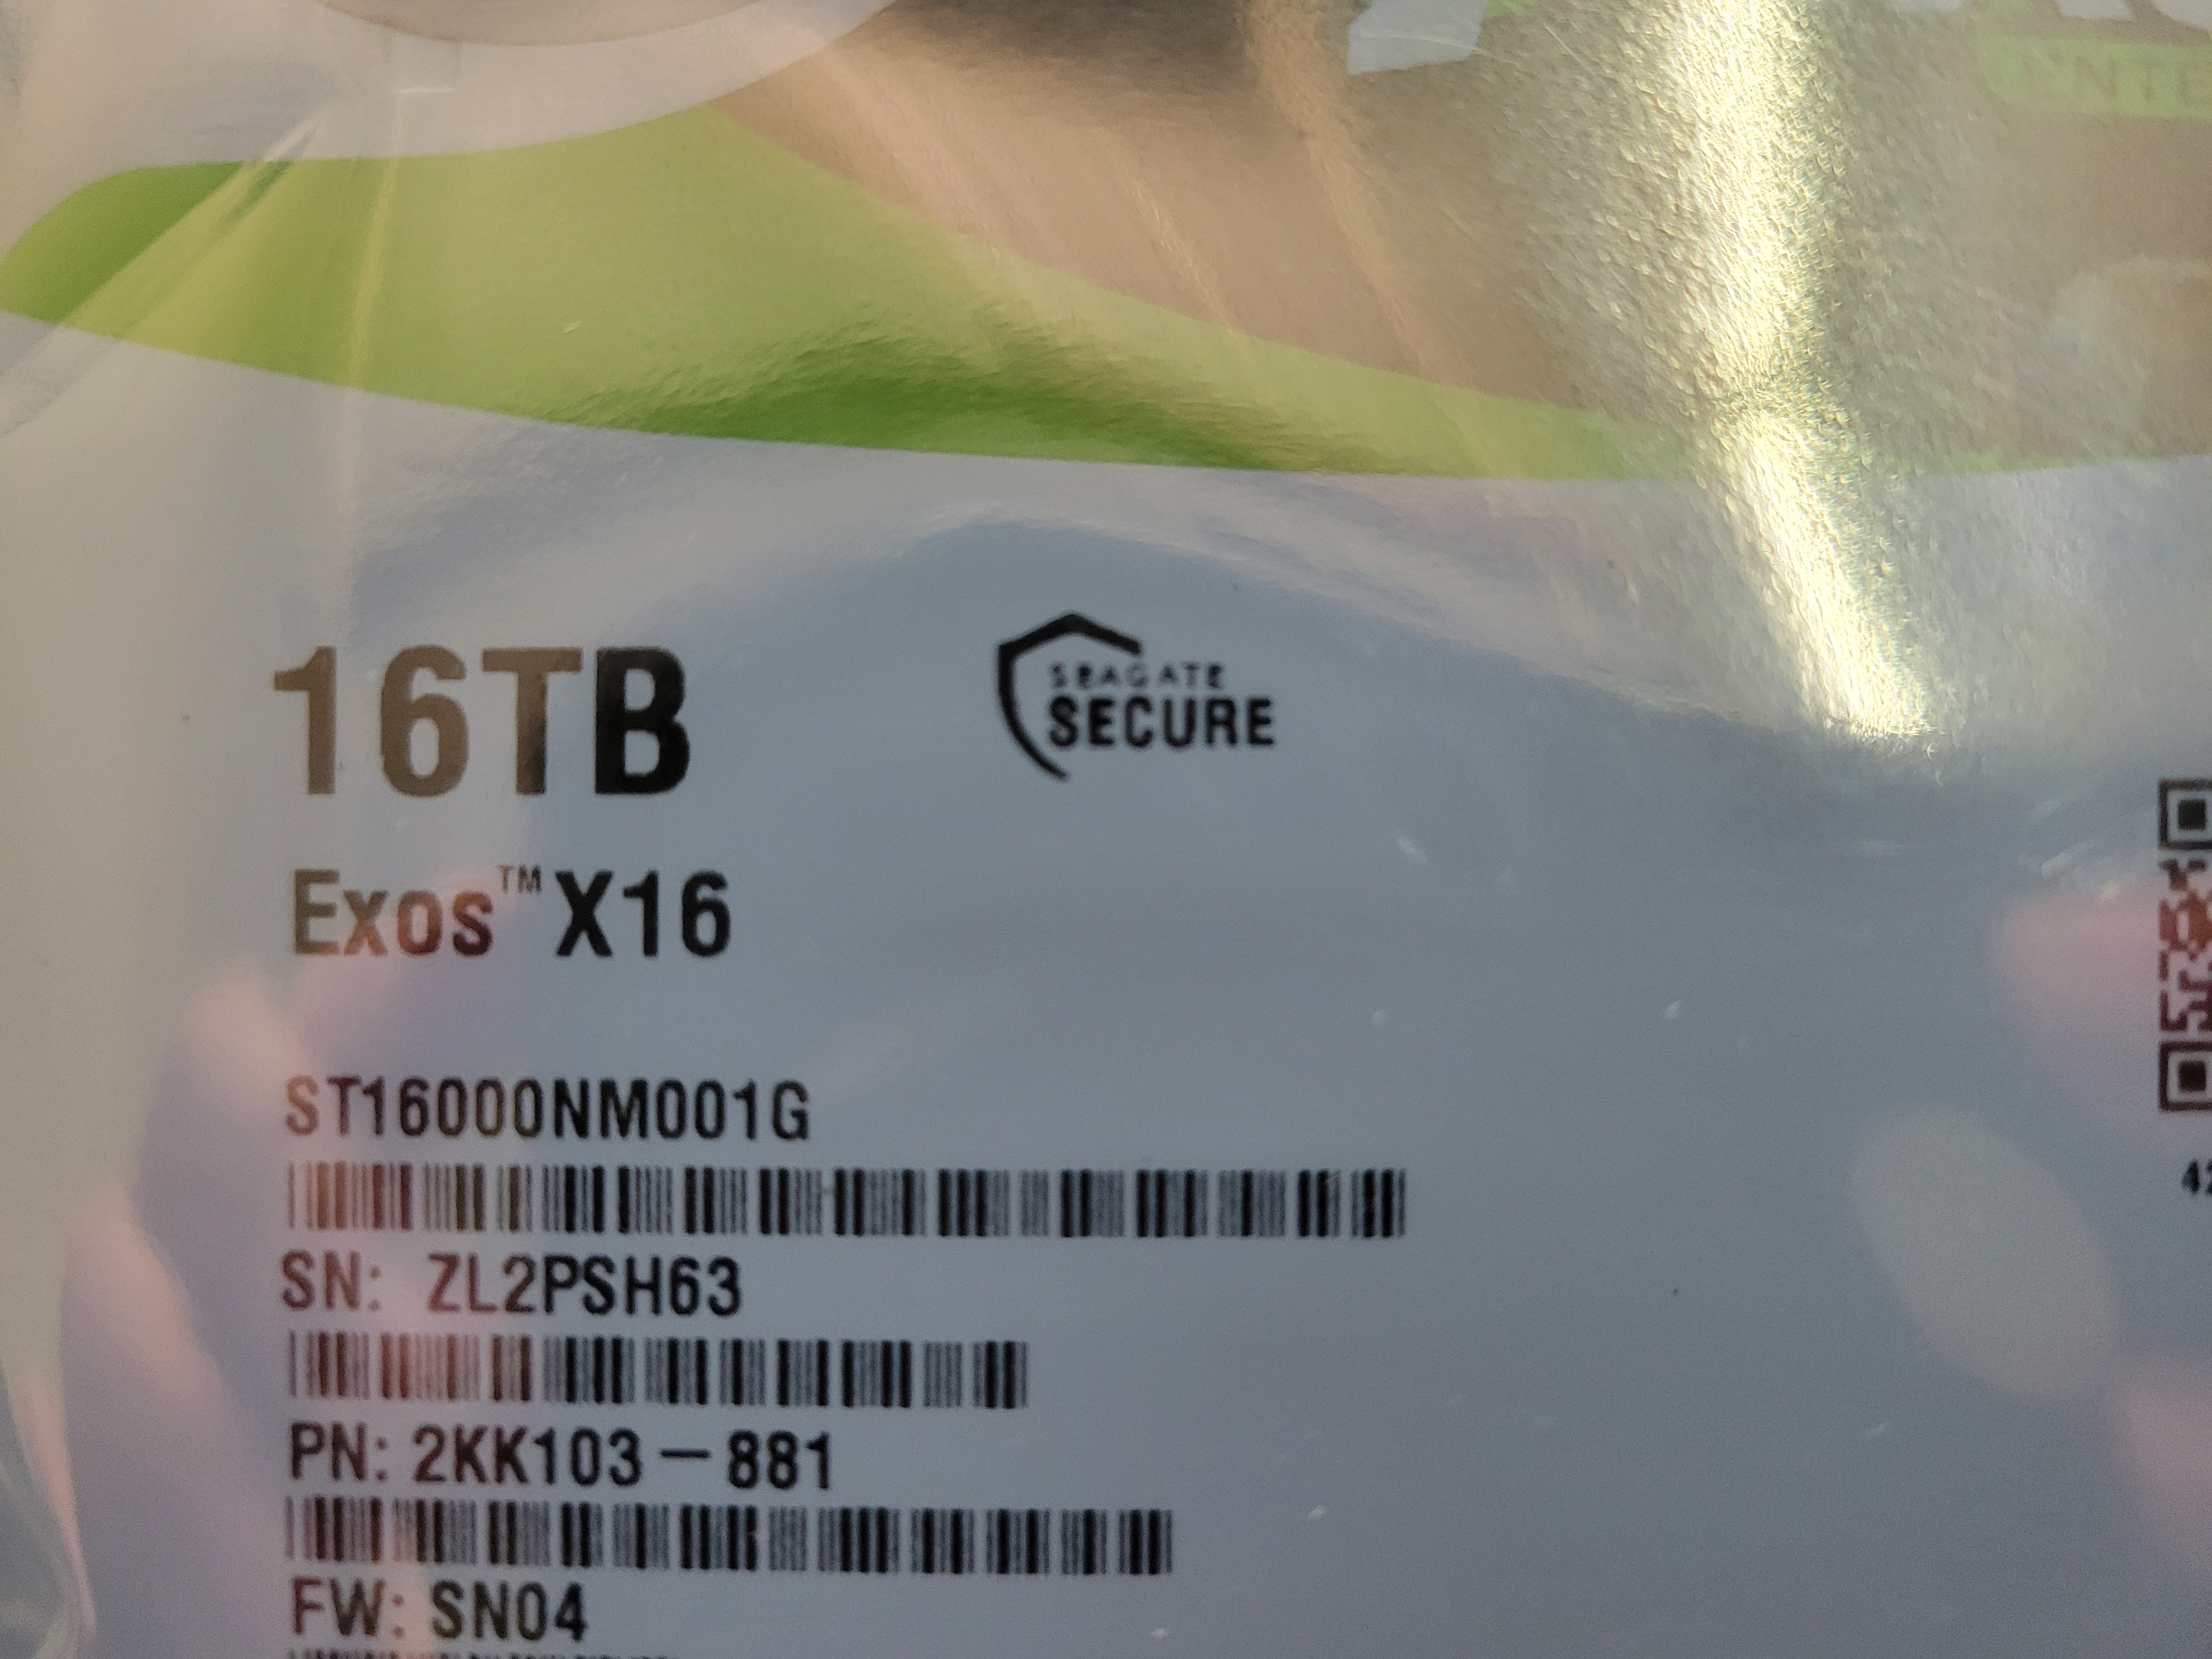 16TB
SEAGATE
SECURE
Exos™ X16
ST16000NM001G
SN: ZL2PSH63
PN: 2KK103-881
FW: SN04